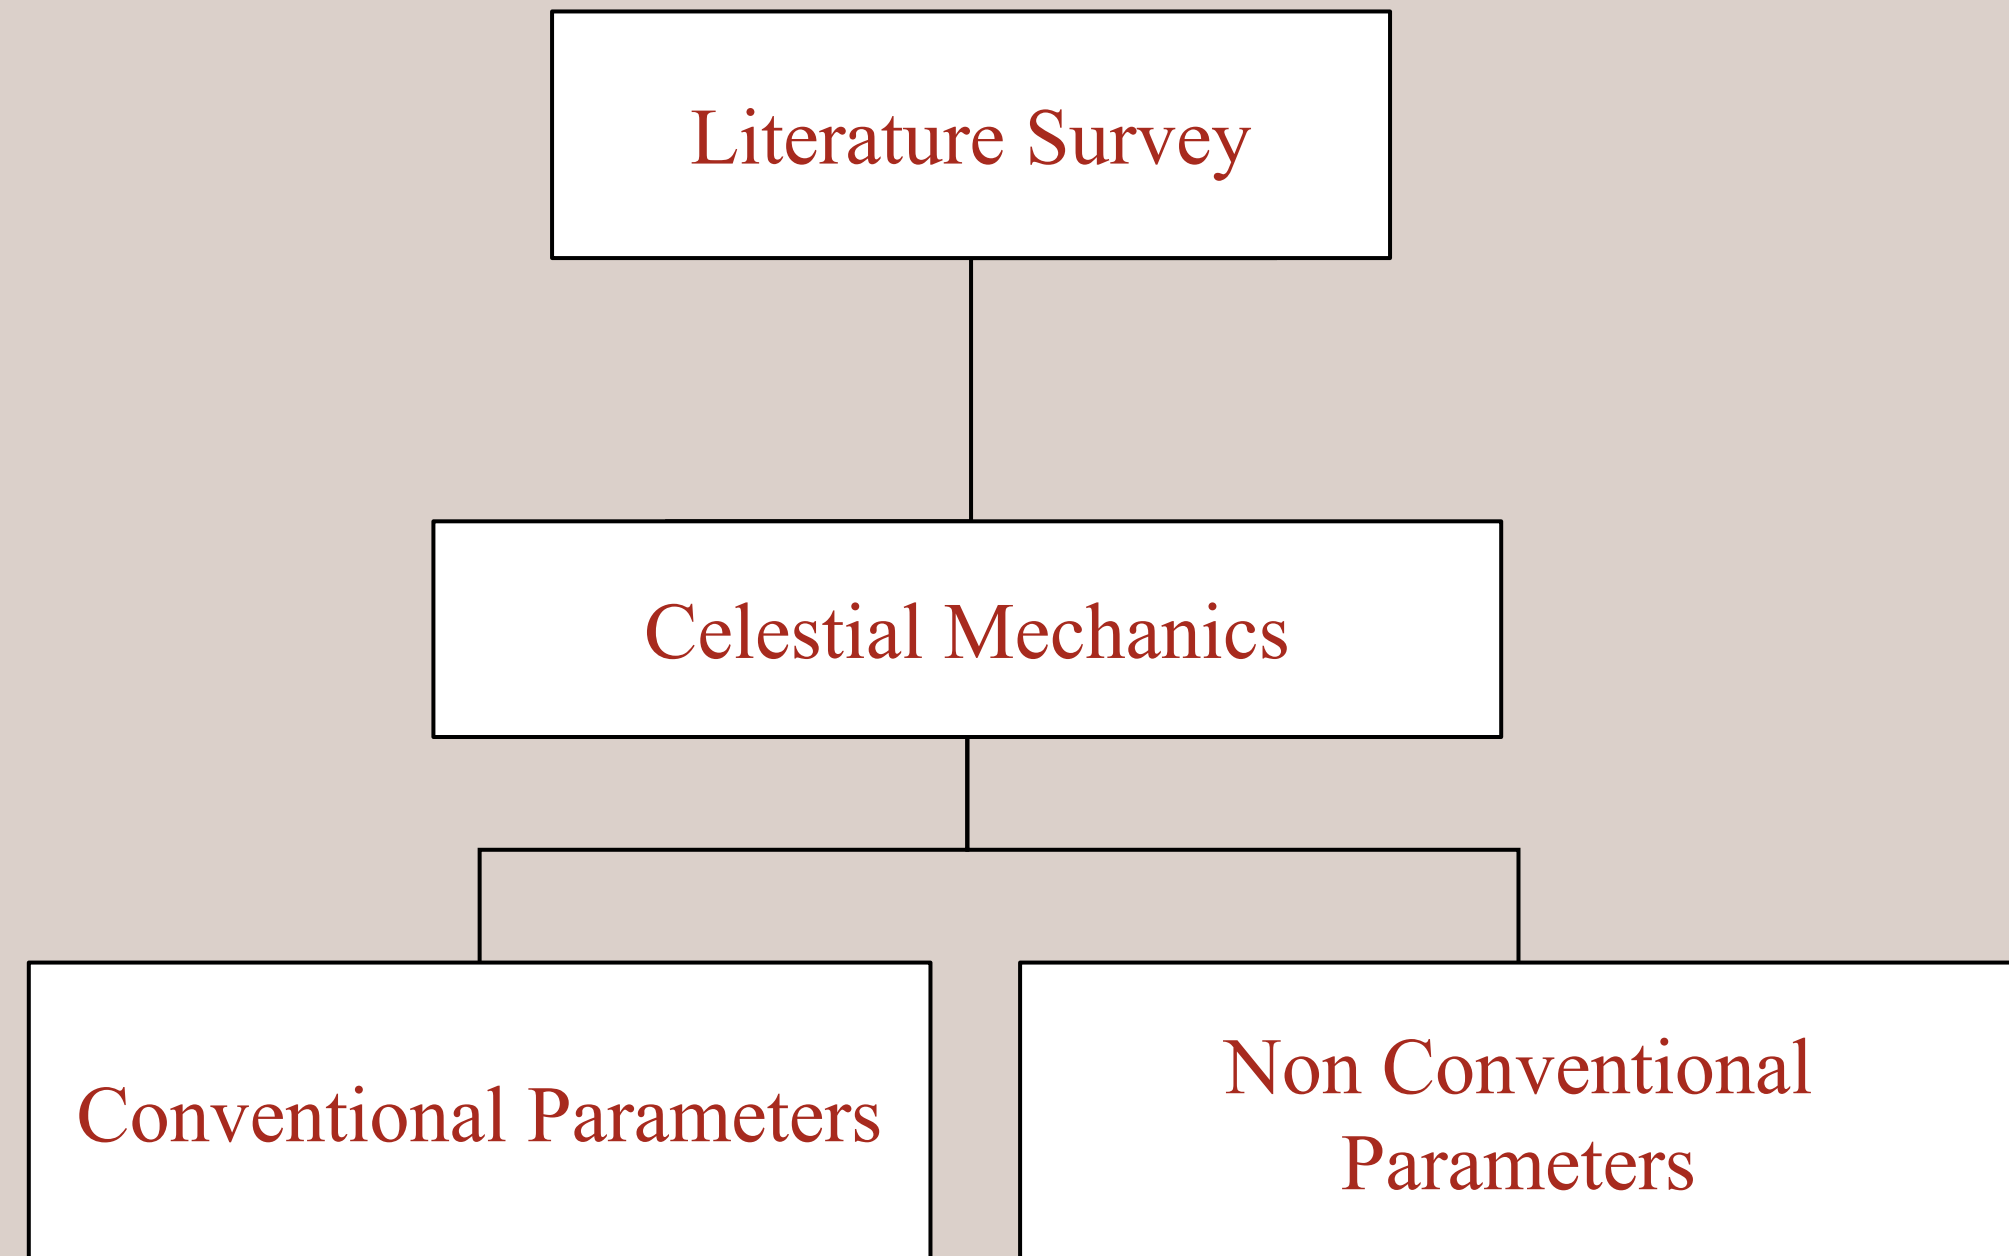 Literature Survey
Celestial Mechanics
Conventional Parameters
Non Conventional
Parameters